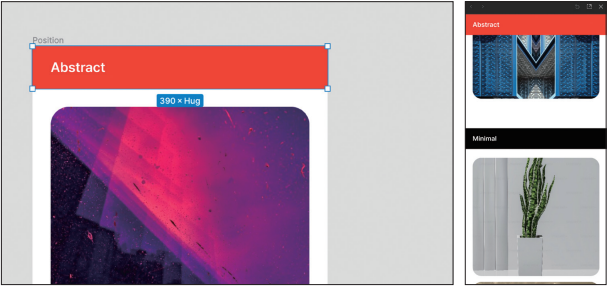 Position
Abstract
390 × Hug
Abstract
Minimal